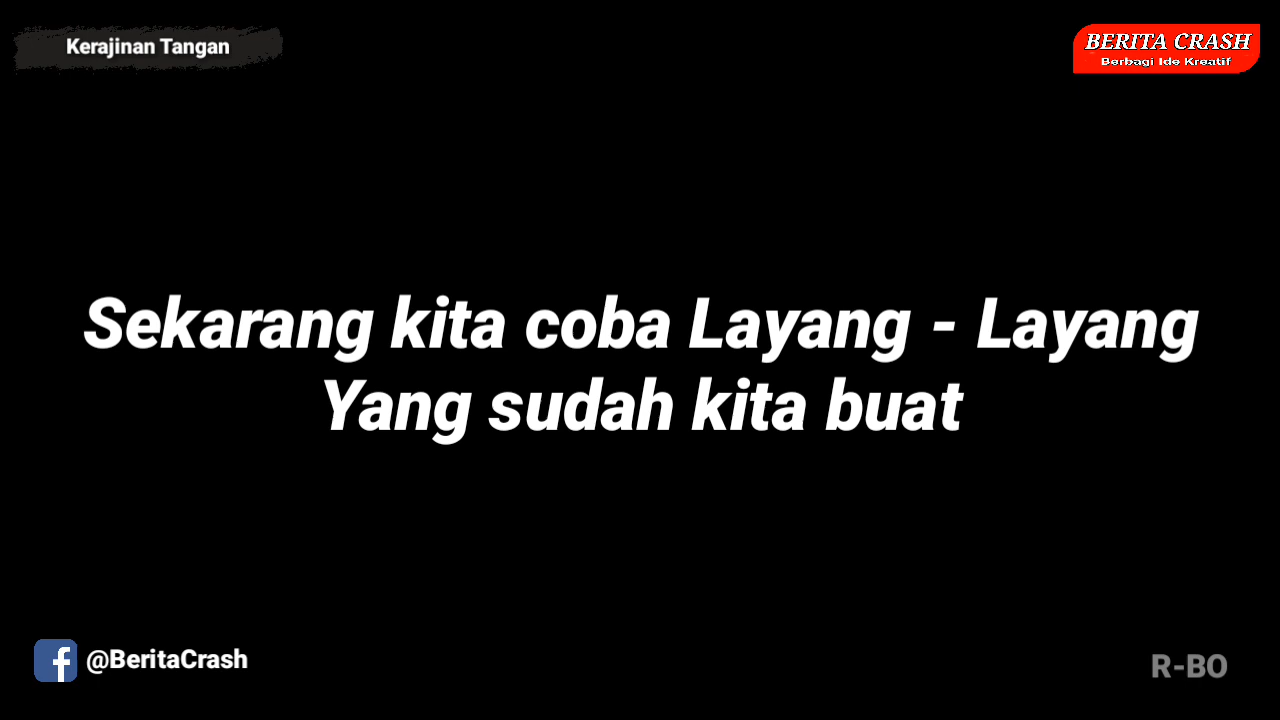 Kerajinan Tangan
BERITA CRASH
Berbagi Ide Kreatif
Sekarang kita coba Layang - Layang
Yang sudah kita buat
@BeritaCrash
R-BO